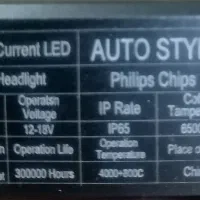 Current LED AUTO STY
Headlight Philips Chips
Operatsn Voltage IP Rate Tamper
12-18V IP65 6500
Operation Life Operation Temperature Place o
300000 Hours 4000+800C Chi